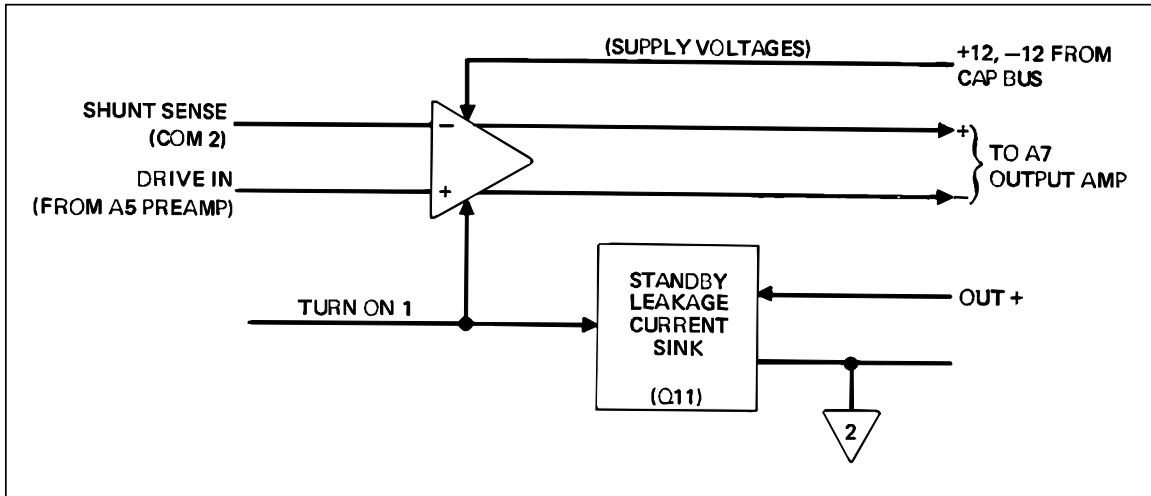 (SUPPLY VOLTAGES)
+12, −12 FROM
CAP BUS
SHUNT SENSE
(COM 2)
−
+
TO A7
OUTPUT AMP
DRIVE IN
(FROM A5 PREAMP)
+
−
STANDBY
LEAKAGE
CURRENT
SINK
(Q11)
OUT +
TURN ON 1
2